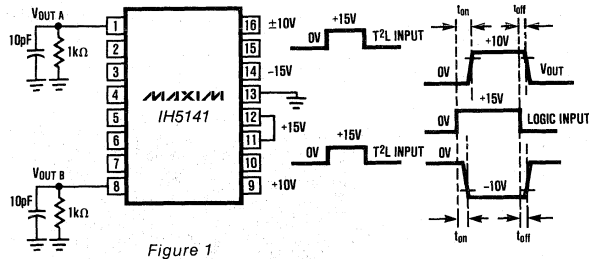 VOUT A
10pF
1kΩ
1
2
3
4
5
6
7
8
MAXIM
IH5141
16 ±10V
15
14 -15V
13
12
+15V
11
10
9 +10V
VOUT B
10pF
1kΩ
+15V
0V T²L INPUT
+15V
0V T²L INPUT
ton toff
+10V
0V VOUT
+15V
0V LOGIC INPUT
0V
-10V
ton toff
Figure 1